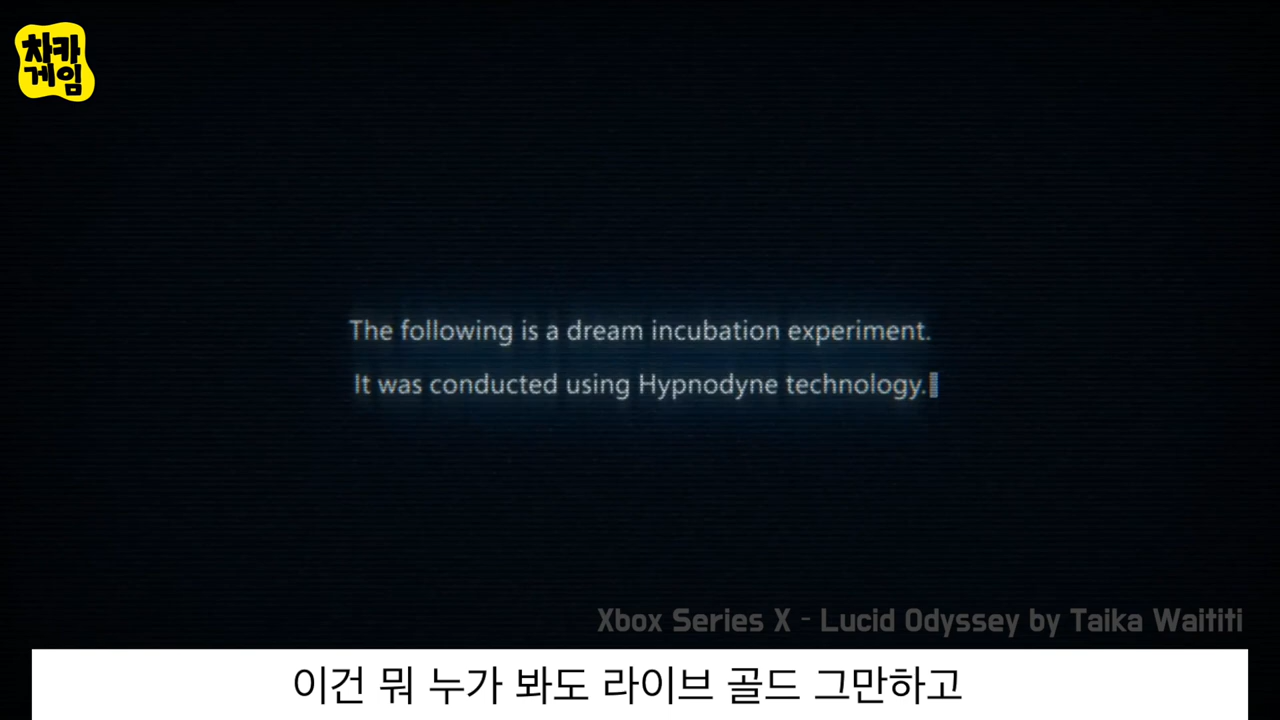 차카
게임
The following is a dream incubation experiment.
It was conducted using Hypnodyne technology.
Xbox Series X - Lucid Odyssey by Taika Waititi
이건 뭐 누가 봐도 라이브 골드 그만하고